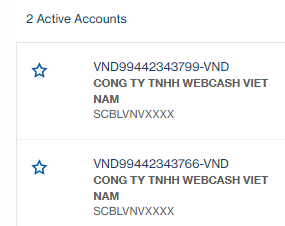 2 Active Accounts
VND99442343799-VND
CONG TY TNHH WEBCASH VIET
NAM
SCBLVNVXXXX
VND99442343766-VND
CONG TY TNHH WEBCASH VIET
NAM
SCBLVNVXXXX